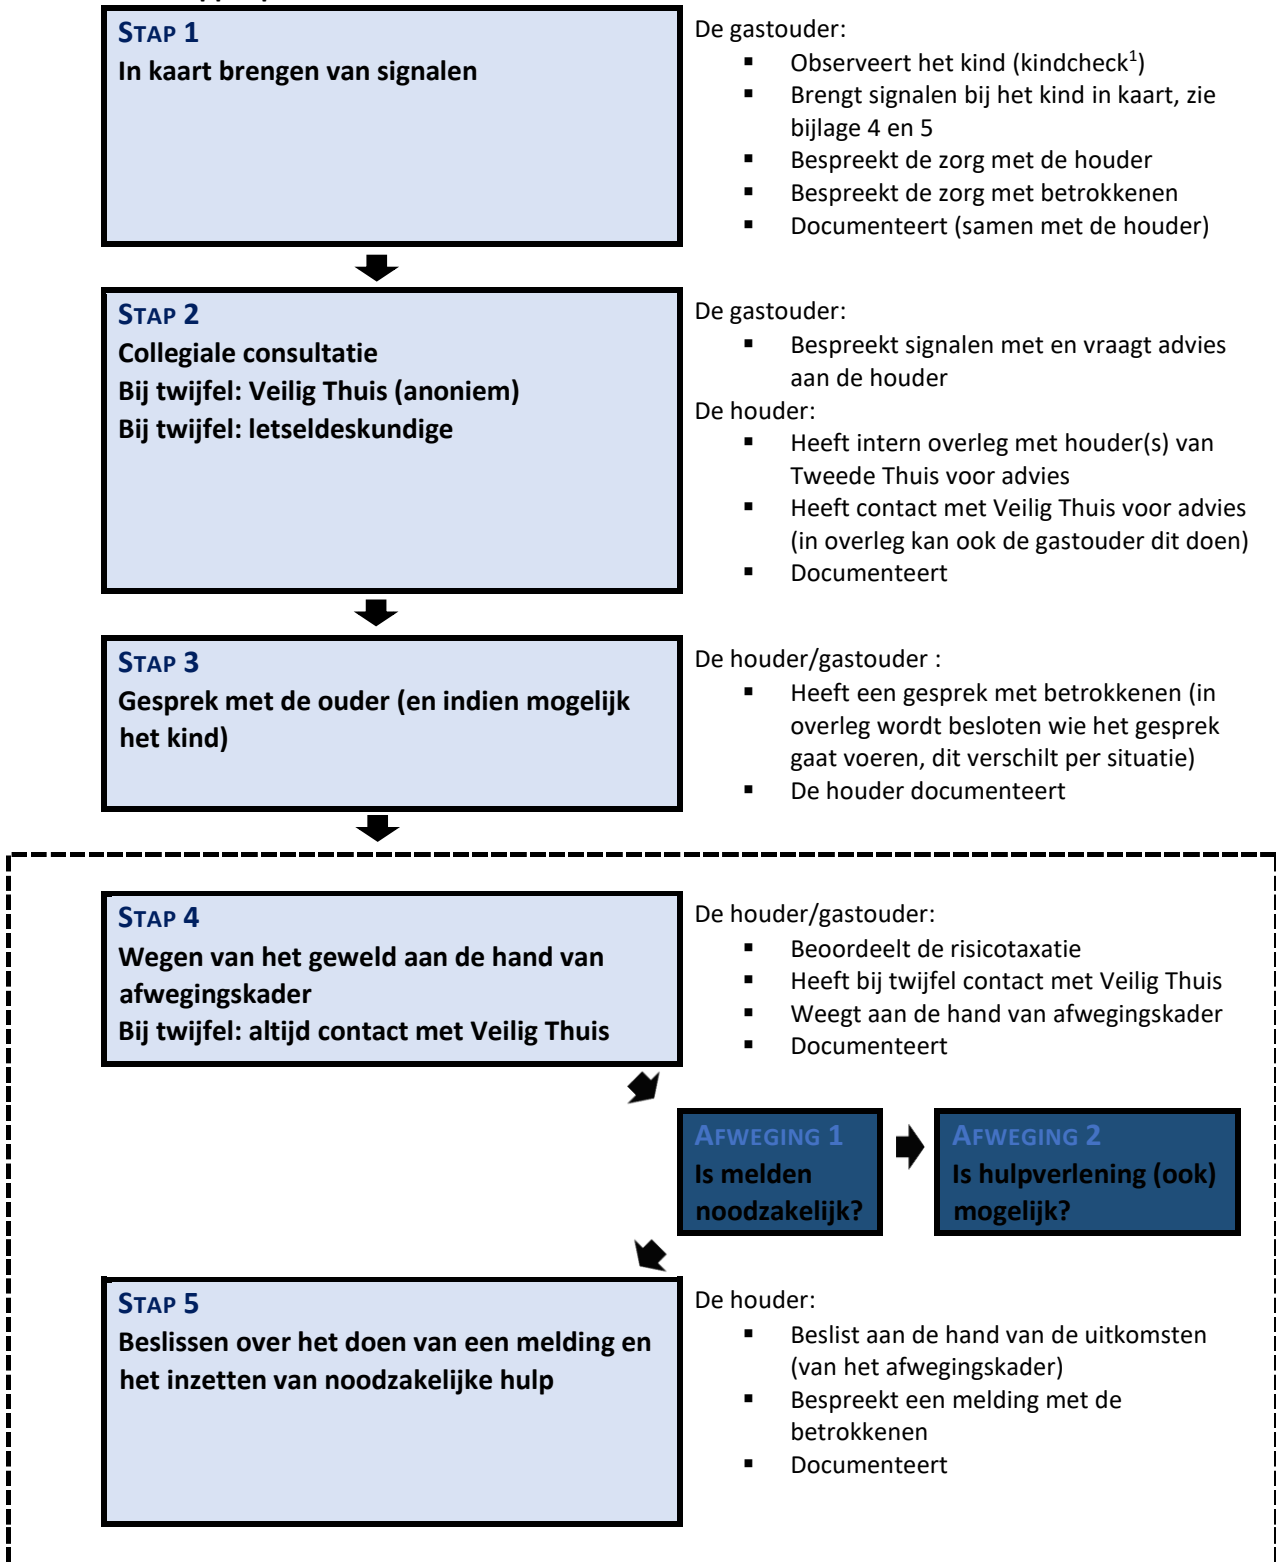 STAP 1
In kaart brengen van signalen
De gastouder:
▪ Observeert het kind (kindcheck¹)
▪ Brengt signalen bij het kind in kaart, zie
bijlage 4 en 5
▪ Bespreekt de zorg met de houder
▪ Bespreekt de zorg met betrokkenen
▪ Documenteert (samen met de houder)
STAP 2
Collegiale consultatie
Bij twijfel: Veilig Thuis (anoniem)
Bij twijfel: letseldeskundige
De gastouder:
▪ Bespreekt signalen met en vraagt advies
aan de houder
De houder:
▪ Heeft intern overleg met houder(s) van
Tweede Thuis voor advies
▪ Heeft contact met Veilig Thuis voor advies
(in overleg kan ook de gastouder dit doen)
▪ Documenteert
STAP 3
Gesprek met de ouder (en indien mogelijk
het kind)
De houder/gastouder :
▪ Heeft een gesprek met betrokkenen (in
overleg wordt besloten wie het gesprek
gaat voeren, dit verschilt per situatie)
▪ De houder documenteert
STAP 4
Wegen van het geweld aan de hand van
afwegingskader
Bij twijfel: altijd contact met Veilig Thuis
De houder/gastouder:
▪ Beoordeelt de risicotaxatie
▪ Heeft bij twijfel contact met Veilig Thuis
▪ Weegt aan de hand van afwegingskader
▪ Documenteert
AFWEGING 1
Is melden
noodzakelijk?
AFWEGING 2
Is hulpverlening (ook)
mogelijk?
STAP 5
Beslissen over het doen van een melding en
het inzetten van noodzakelijke hulp
De houder:
▪ Beslist aan de hand van de uitkomsten
(van het afwegingskader)
▪ Bespreekt een melding met de
betrokkenen
▪ Documenteert